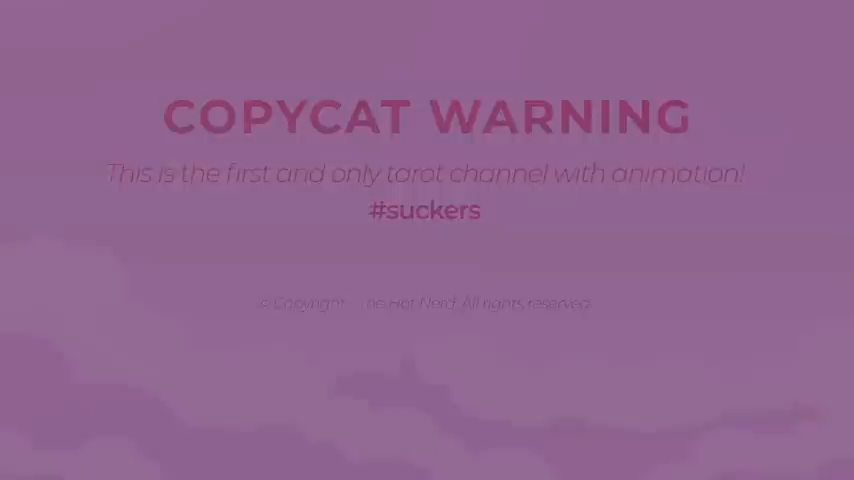 COPYCAT WARNING
This is the first and only tarot channel with animation!
#suckers
© Copyright Hot Nerd. All rights reserved